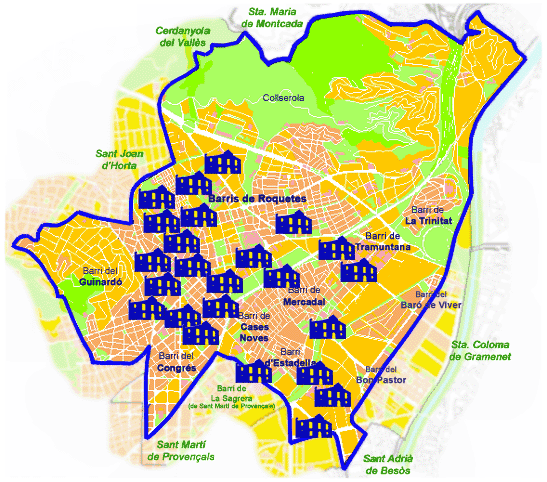 Sta. María
de Montcada
Cerdanyola
del Vallès
Collserola
Sant Joan
d'Horta
Barris de Roquetes
Barri de
La Trinitat
Barri de
Tramuntana
Barri del
Guinardó
Barri de
Mercadal
Barri del
Baró de Viver
Barri de
Cases
Noves
Sta. Coloma
de Gramenet
Barri del
Congrés
Barri
d'Estadella
Barri del
Bon Pastor
Barri de
La Sagrera
(de Sant Martí de Provençals)
Sant Martí
de Provençals
Sant Adrià
de Besòs